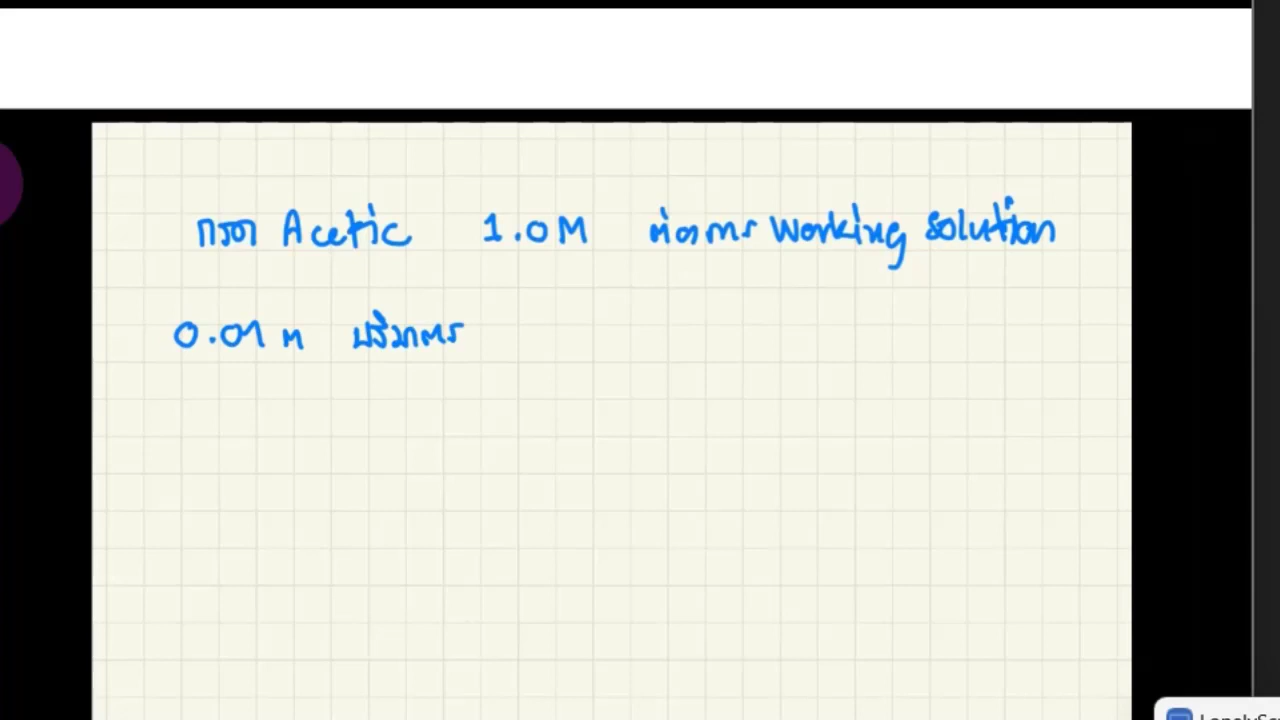 กรด Acetic 1.0M ต้องการ Working Solution
0.01 M ปริมาตร